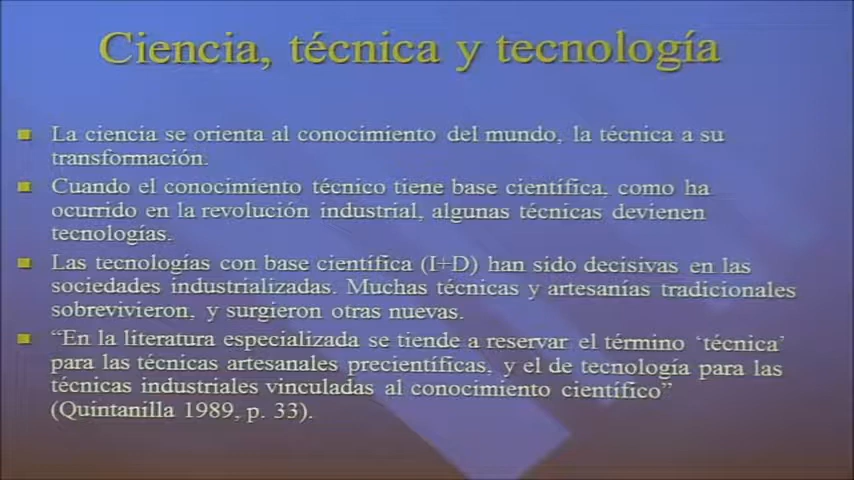 Ciencia, técnica y tecnología
La ciencia se orienta al conocimiento del mundo, la técnica a su
transformación.
Cuando el conocimiento técnico tiene base científica, como ha
ocurrido en la revolución industrial, algunas técnicas devienen
tecnologías.
Las tecnologías con base científica (I+D) han sido decisivas en las
sociedades industrializadas. Muchas técnicas y artesanías tradicionales
sobrevivieron, y surgieron otras nuevas.
“En la literatura especializada se tiende a reservar el término ‘técnica’
para las técnicas artesanales precientíficas, y el de tecnología para las
técnicas industriales vinculadas al conocimiento científico”
(Quintanilla 1989, p. 33).